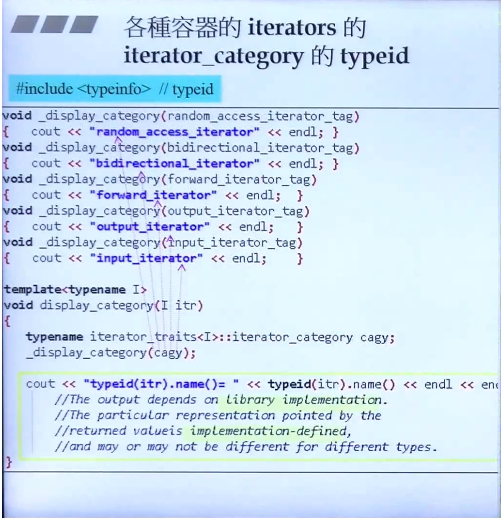 各種容器的 iterators 的
iterator_category 的 typeid
#include <typeinfo> // typeid
void _display_category(random_access_iterator_tag)
{   cout << "random_access_iterator" << endl; }
void _display_category(bidirectional_iterator_tag)
{   cout << "bidirectional_iterator" << endl; }
void _display_category(forward_iterator_tag)
{   cout << "forward_iterator" << endl;   }
void _display_category(output_iterator_tag)
{   cout << "output_iterator" << endl;    }
void _display_category(input_iterator_tag)
{   cout << "input_iterator" << endl;     }
template<typename I>
void display_category(I itr)
{
typename iterator_traits<I>::iterator_category cagy;
_display_category(cagy);
cout << "typeid(itr).name()= " << typeid(itr).name() << endl <<
//The output depends on library implementation.
//The particular representation pointed by the
//returned valueis implementation-defined,
//and may or may not be different for different types.
}